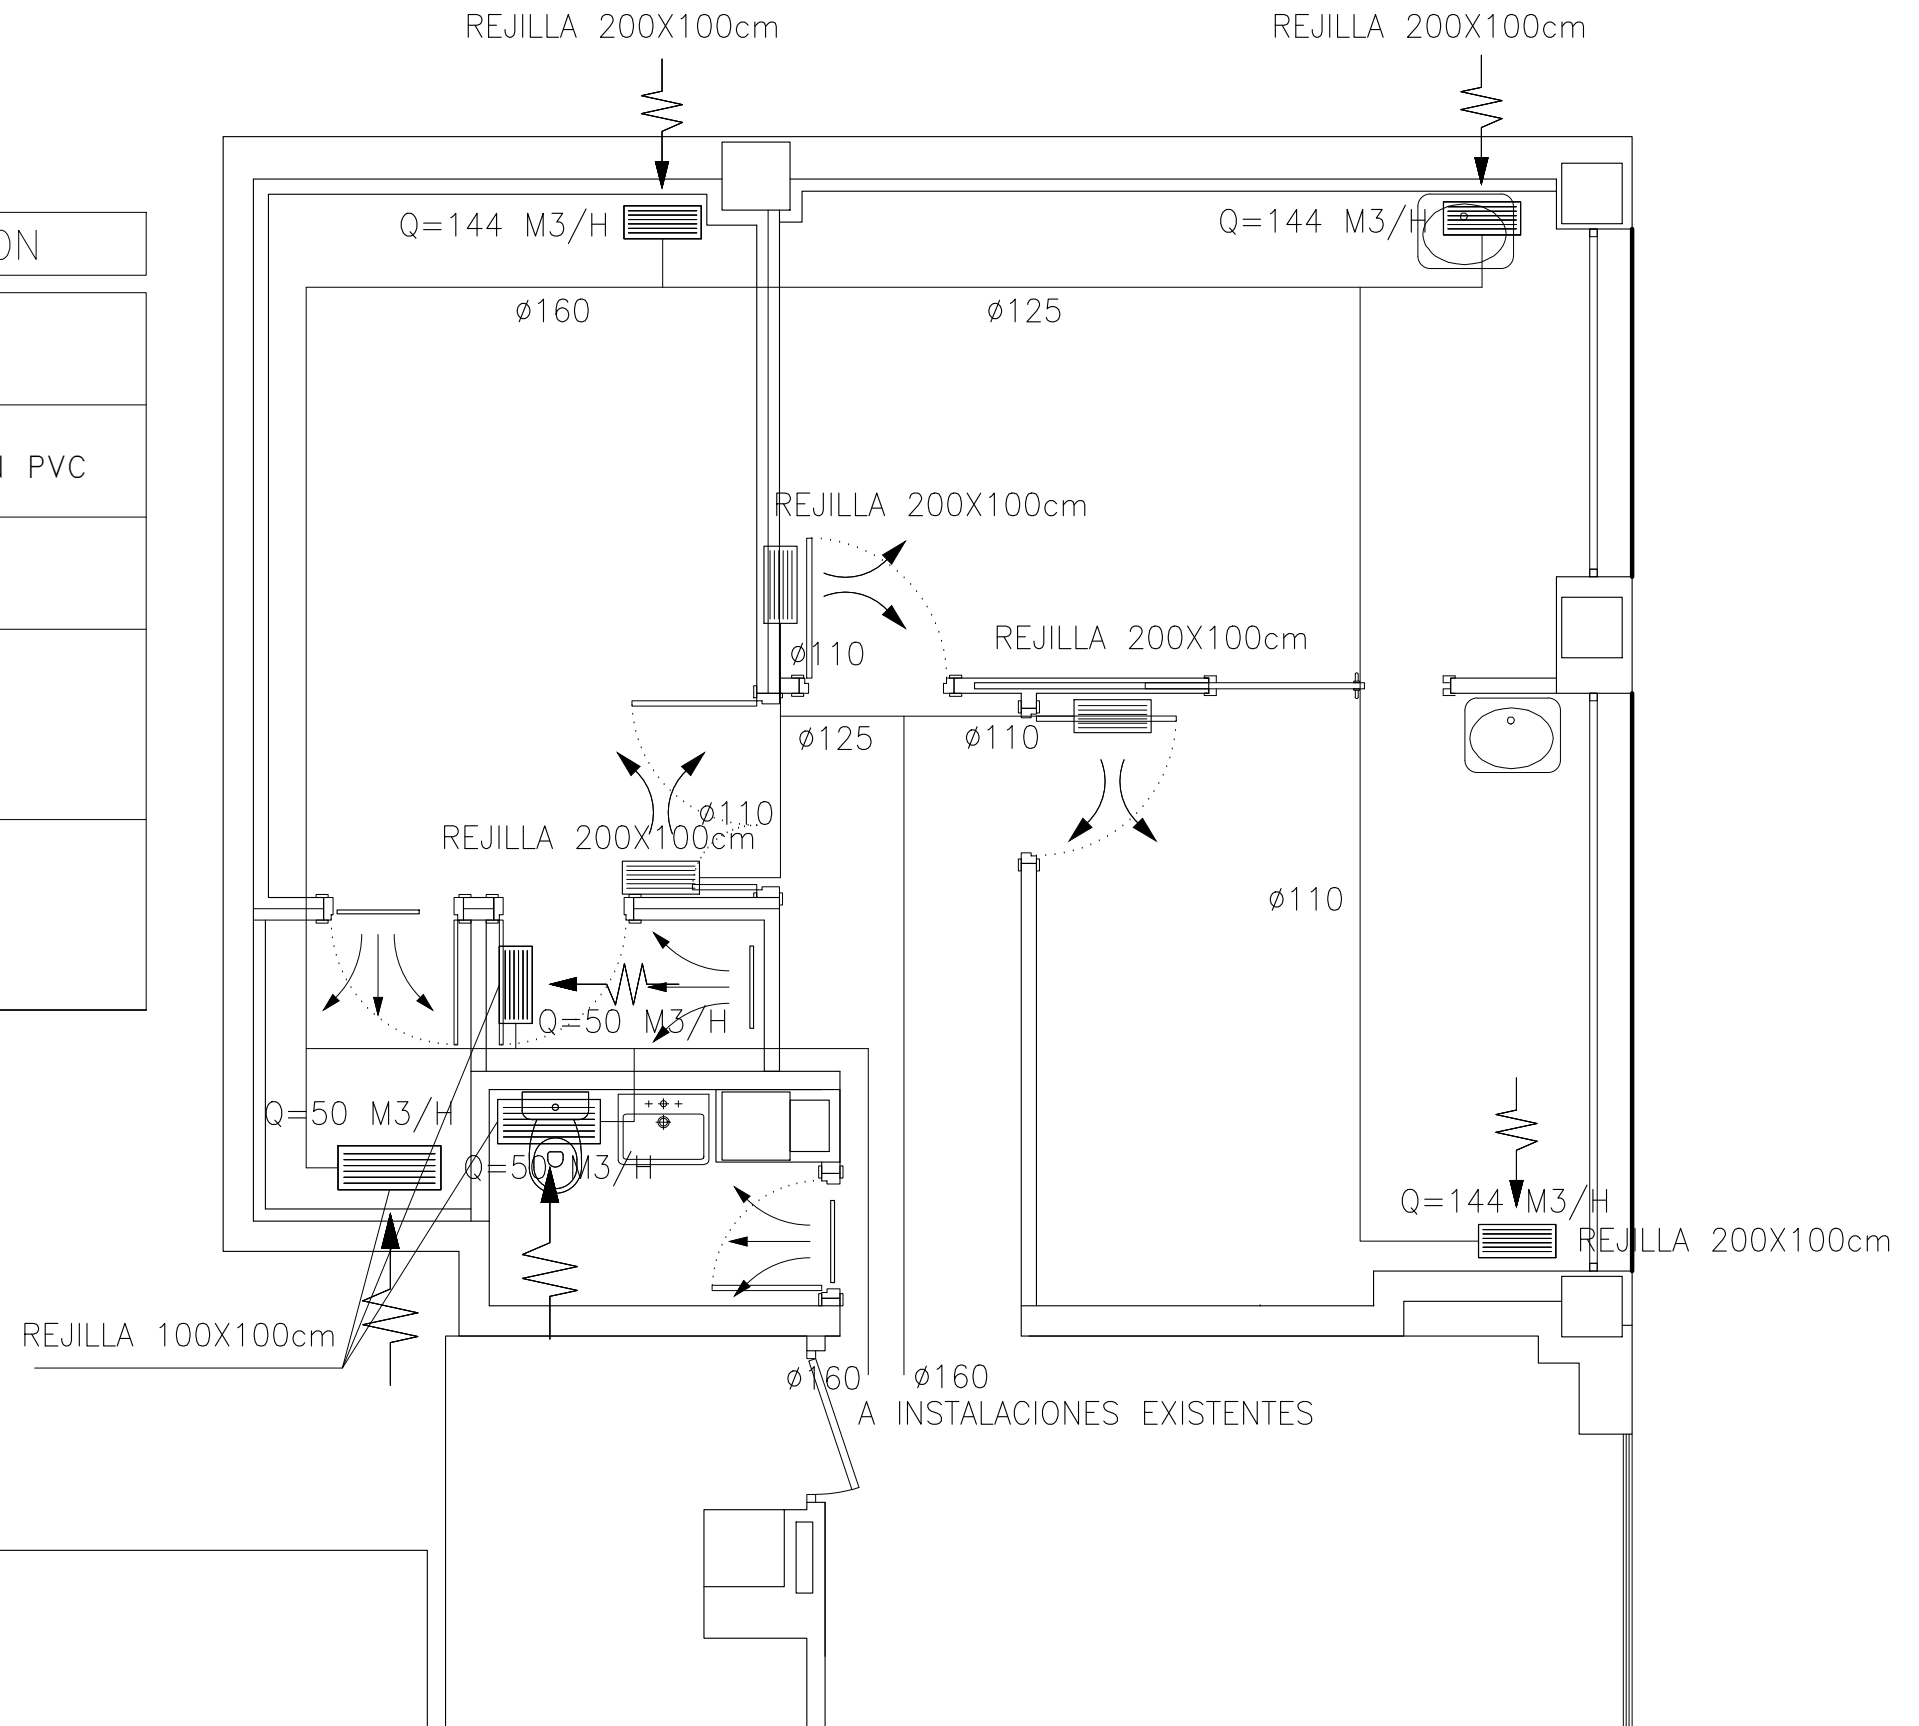 REJILLA 200X100cm
REJILLA 200X100cm
Q=144 M3/H
Q=144 M3/H
ø160
ø125
PVC
REJILLA 200X100cm
ø110
REJILLA 200X100cm
ø125
ø110
ø110
REJILLA 200X100cm
ø110
Q=50 M3/H
Q=50 M3/H
Q=50 M3/H
Q=144 M3/H
REJILLA 200X100cm
REJILLA 100X100cm
ø160
ø160
A INSTALACIONES EXISTENTES